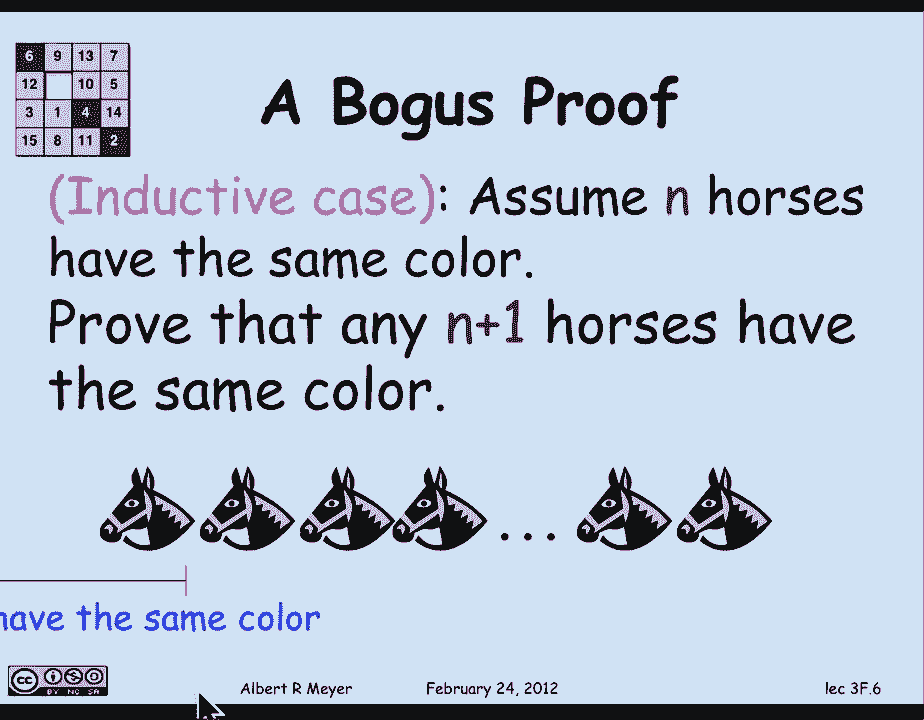 6 9 13 7
12 10 5
3 1 4 14
15 8 11 2
A Bogus Proof
(Inductive case): Assume n horses
have the same color.
Prove that any n+1 horses have
the same color.
...
have the same color
cc BY NC SA
Albert R Meyer February 24, 2012 lec 3F.6